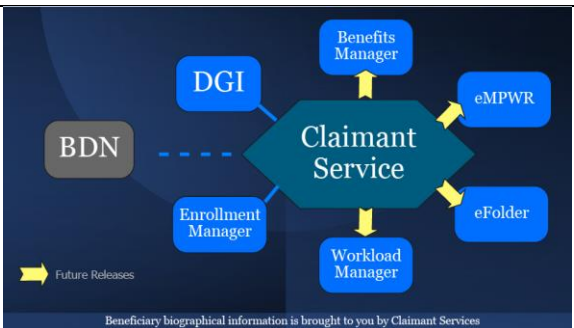 Benefits
Manager
DGI
eMPWR
BDN
Claimant
Service
Enrollment
Manager
eFolder
Workload
Manager
Future Releases
Beneficiary biographical information is brought to you by Claimant Services